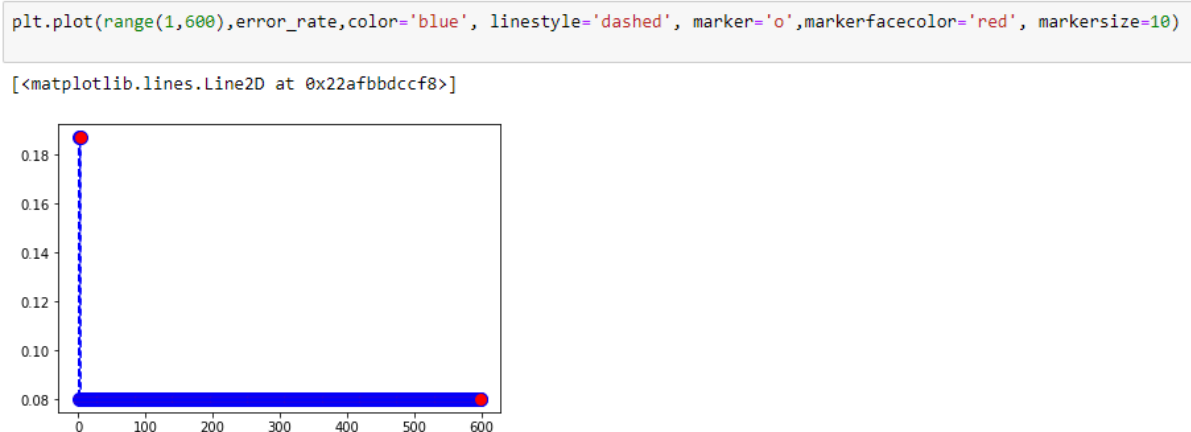 plt.plot(range(1,600),error_rate,color='blue', linestyle='dashed', marker='o',markerfacecolor='red', markersize=10)
[<matplotlib.lines.Line2D at 0x22afbbdccf8>]
0.18
0.16
0.14
0.12
0.10
0.08
0 100 200 300 400 500 600